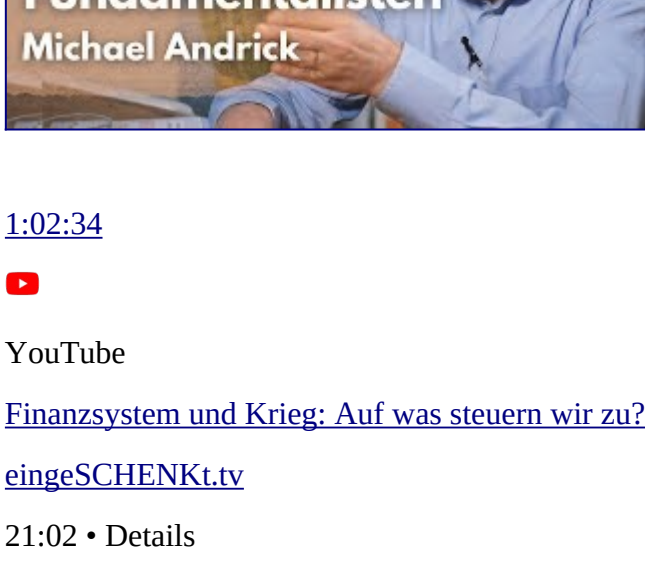 Fundamentalisten
Michael Andrick
1:02:34
YouTube
Finanzsystem und Krieg: Auf was steuern wir zu?
eingeSCHENKt.tv
21:02 • Details